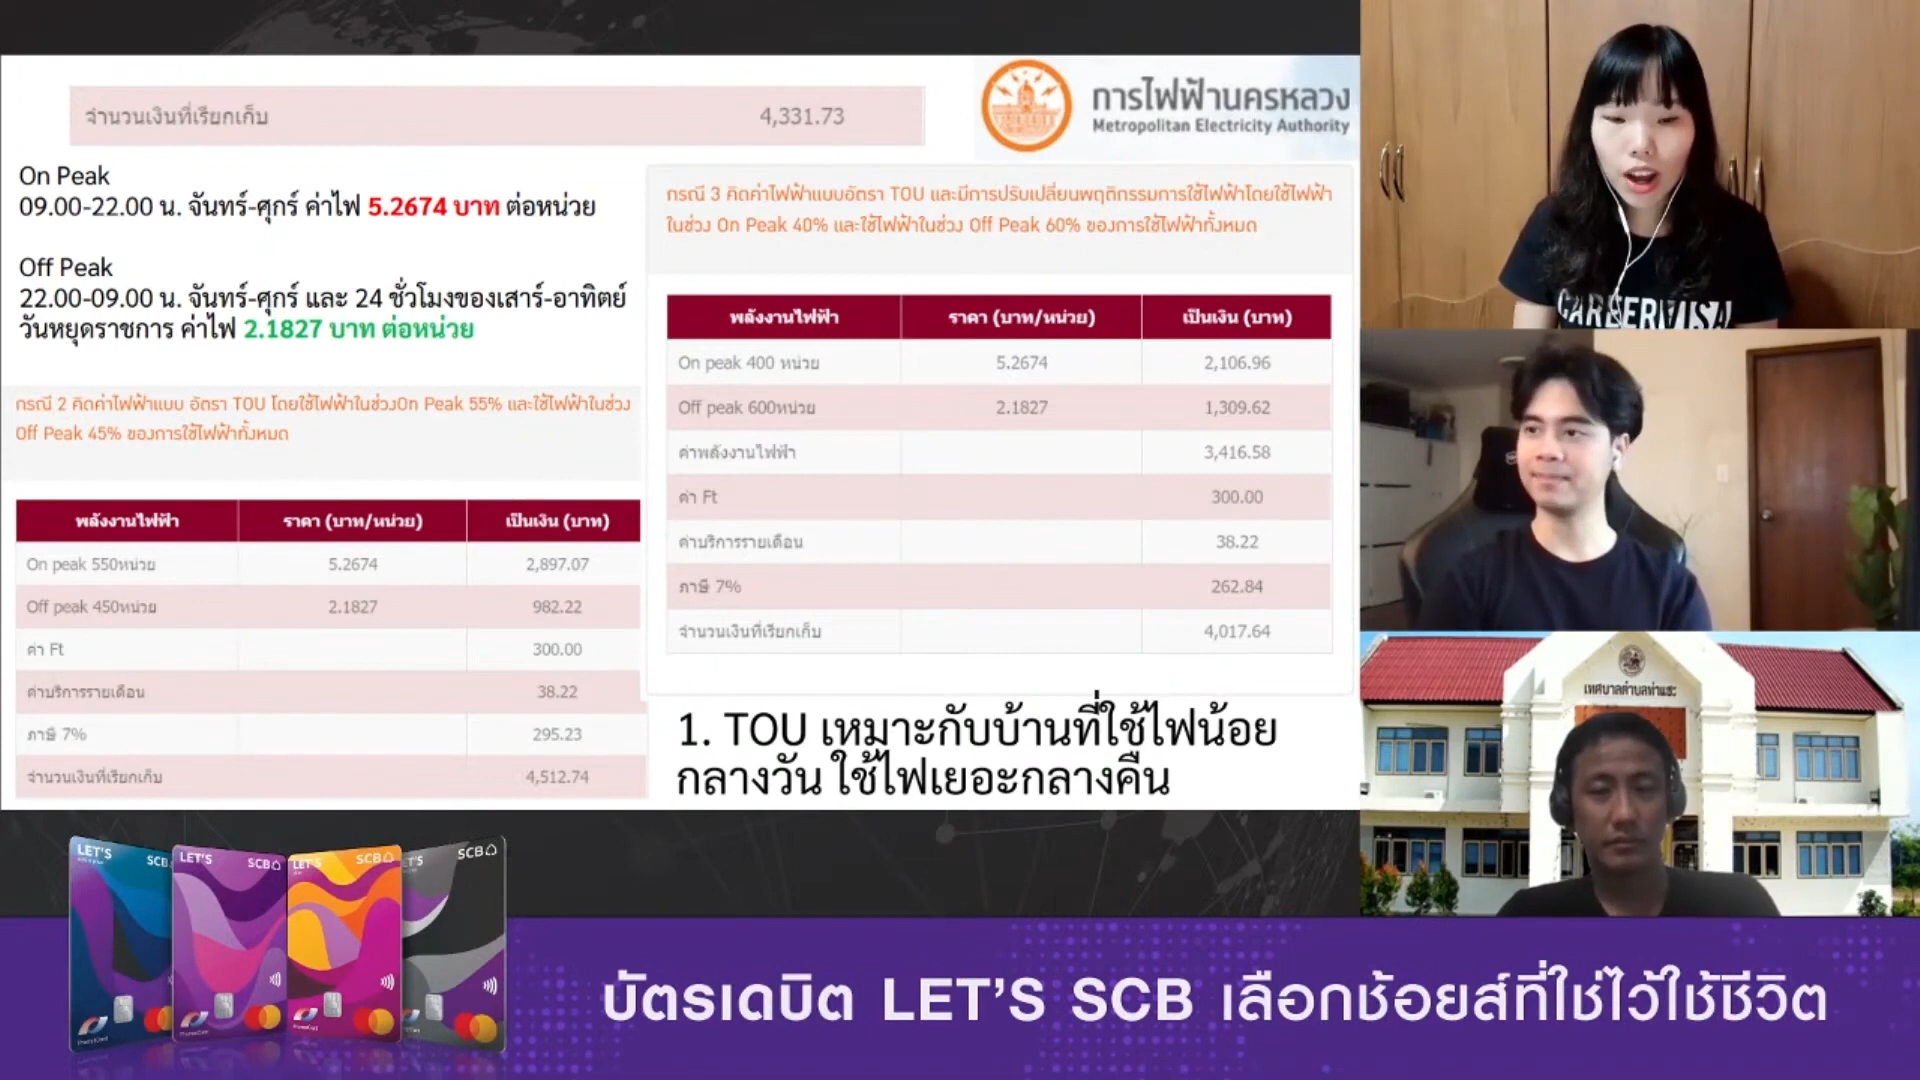 จำนวนเงินที่เรียกเก็บ 4,331.73
การไฟฟ้านครหลวง
Metropolitan Electricity Authority
On Peak
09.00-22.00 น. จันทร์-ศุกร์ ค่าไฟ 5.2674 บาท ต่อหน่วย
Off Peak
22.00-09.00 น. จันทร์-ศุกร์ และ 24 ชั่วโมงของเสาร์-อาทิตย์
วันหยุดราชการ ค่าไฟ 2.1827 บาท ต่อหน่วย
กรณี 2 คิดค่าไฟฟ้าแบบ อัตรา TOU โดยใช้ไฟฟ้าในช่วงOn Peak 55% และใช้ไฟฟ้าในช่วง
Off Peak 45% ของการใช้ไฟฟ้าทั้งหมด
พลังงานไฟฟ้า ราคา (บาท/หน่วย) เป็นเงิน (บาท)
On peak 550หน่วย 5.2674 2,897.07
Off peak 450หน่วย 2.1827 982.22
ค่า Ft 300.00
ค่าบริการรายเดือน 38.22
ภาษี 7% 295.23
จำนวนเงินที่เรียกเก็บ 4,512.74
กรณี 3 คิดค่าไฟฟ้าแบบอัตรา TOU และมีการปรับเปลี่ยนพฤติกรรมการใช้ไฟฟ้าโดยใช้ไฟฟ้า
ในช่วง On Peak 40% และใช้ไฟฟ้าในช่วง Off Peak 60% ของการใช้ไฟฟ้าทั้งหมด
พลังงานไฟฟ้า ราคา (บาท/หน่วย) เป็นเงิน (บาท)
On peak 400 หน่วย 5.2674 2,106.96
Off peak 600หน่วย 2.1827 1,309.62
ค่าพลังงานไฟฟ้า 3,416.58
ค่า Ft 300.00
ค่าบริการรายเดือน 38.22
ภาษี 7% 262.84
จำนวนเงินที่เรียกเก็บ 4,017.64
1. TOU เหมาะกับบ้านที่ใช้ไฟน้อย
กลางวัน ใช้ไฟเยอะกลางคืน
CAREERVISA
เทศบาลตำบลท่าแซะ
LET'S SCB
LET'S SCB
LET'S SCB
SCB
บัตรเดบิต LET'S SCB เลือกช้อยส์ที่ใช่ไว้ใช้ชีวิต